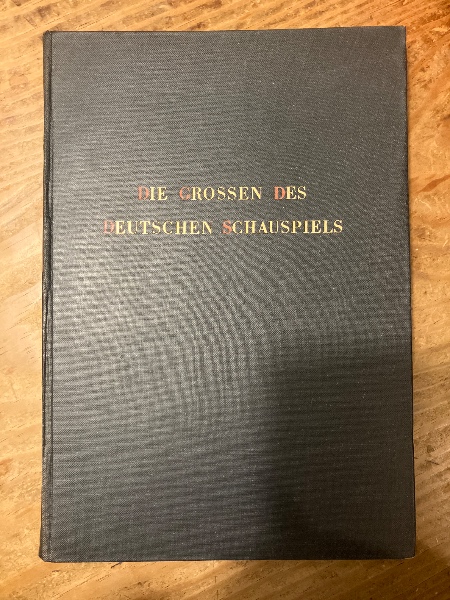 DIE GROSSEN DES
DEUTSCHEN SCHAUSPIELS